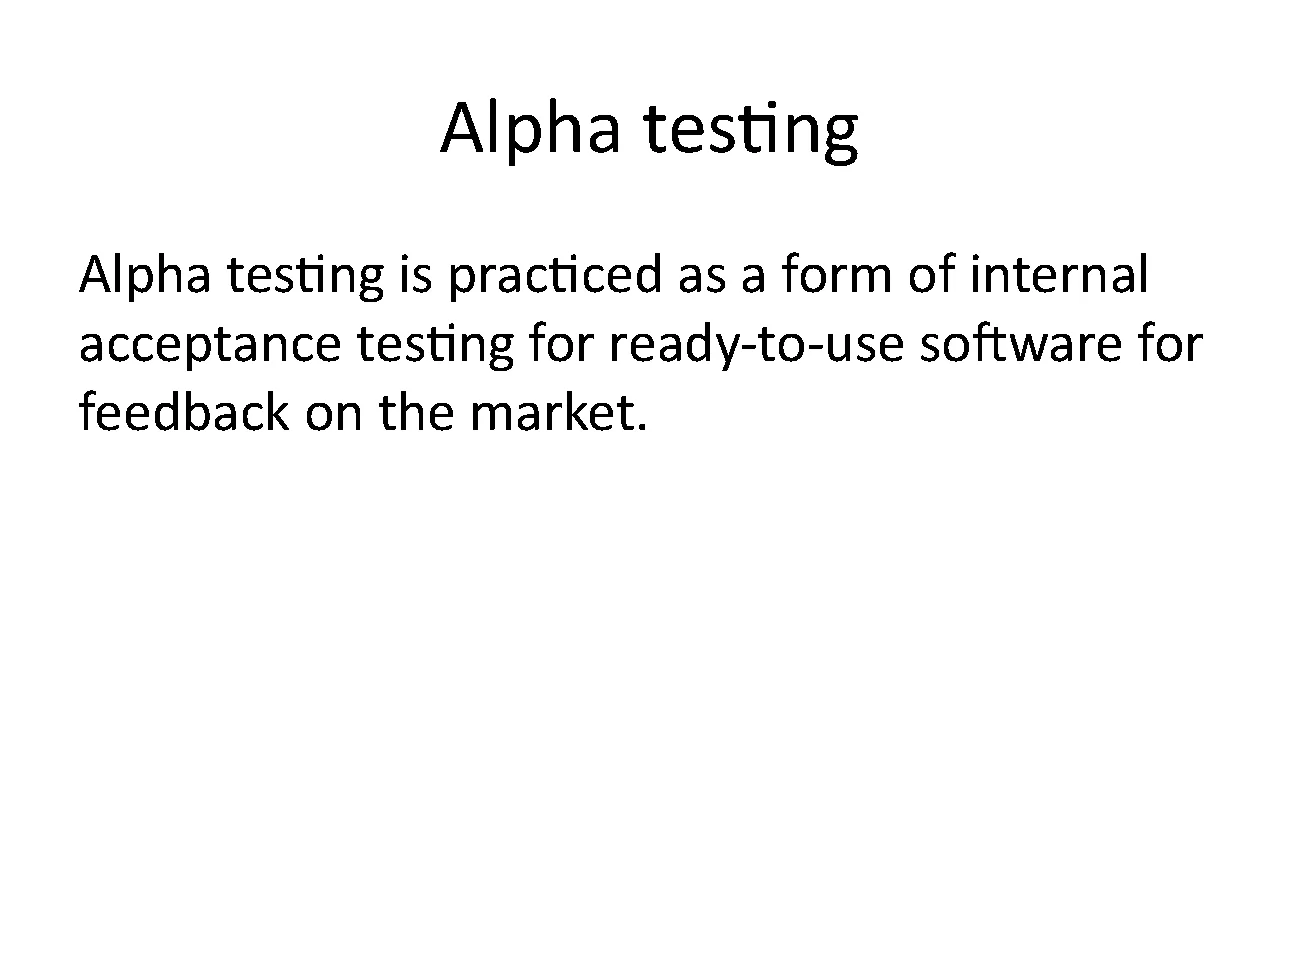 Alpha testing
Alpha testing is practiced as a form of internal
acceptance testing for ready-to-use software for
feedback on the market.